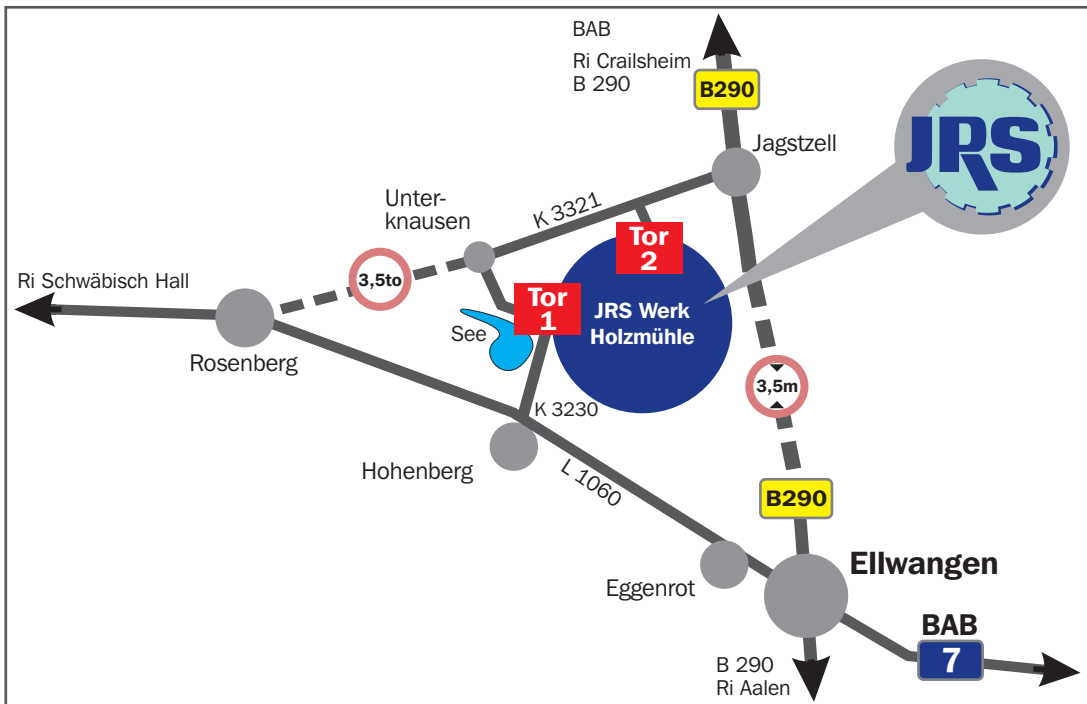 BAB
Ri Crailsheim
B 290
B290
JRS
Jagstzell
Unter-
knausen
K 3321
Tor
2
Ri Schwäbisch Hall
3,5to
Tor
1
JRS Werk
Holzmühle
See
Rosenberg
3,5m
K 3230
Hohenberg
L 1060
B290
Ellwangen
Eggenrot
BAB
7
B 290
Ri Aalen